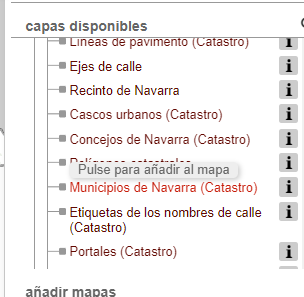 capas disponibles
Líneas de pavimento (Catastro)
Ejes de calle
Recinto de Navarra
Cascos urbanos (Catastro)
Concejos de Navarra (Catastro)
Pulse para añadir al mapa
Municipios de Navarra (Catastro)
Etiquetas de los nombres de calle
(Catastro)
Portales (Catastro)
añadir mapas